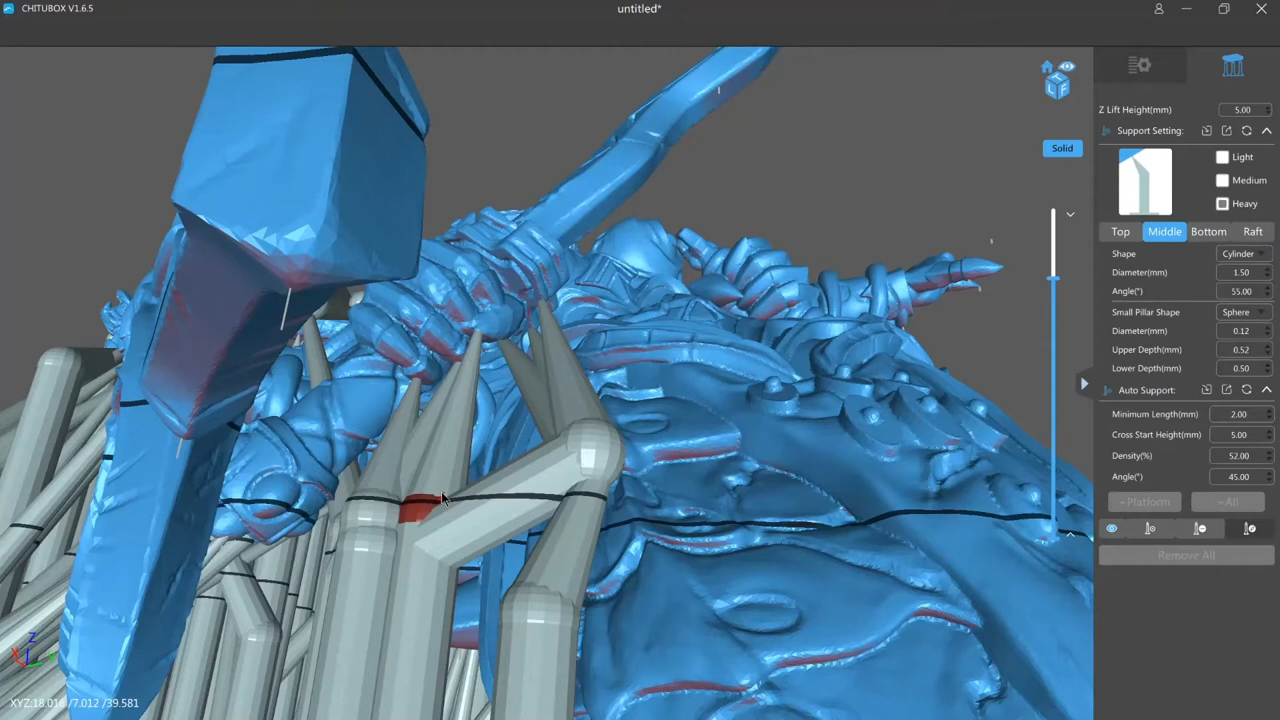 CHITUBOX V1.6.5
untitled*
Z Lift Height(mm) 5.00
Support Setting:
Light
Medium
Heavy
Top Middle Bottom Raft
Shape Cylinder
Diameter(mm) 1.50
Angle(°) 55.00
Small Pillar Shape Sphere
Diameter(mm) 0.12
Upper Depth(mm) 0.52
Lower Depth(mm) 0.50
Auto Support:
Minimum Length(mm) 2.00
Cross Start Height(mm) 5.00
Density(%) 52.00
Angle(°) 45.00
+ Platform + All
Remove All
Solid
T
L F
Z
X Y
XYZ:18.016 /7.012 /39.581